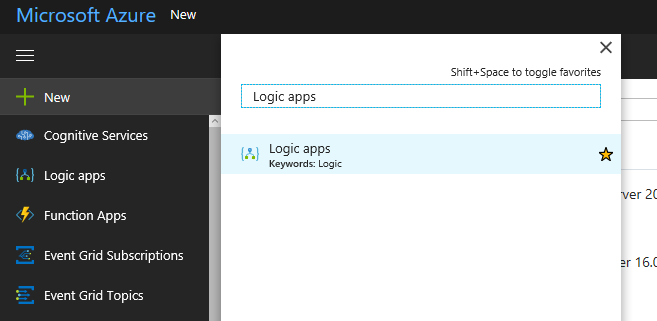 Microsoft Azure New
Shift+Space to toggle favorites
New
Logic apps
Cognitive Services
Logic apps
Keywords: Logic
Logic apps
Function Apps
rver 20
Event Grid Subscriptions
er 16.0
Event Grid Topics